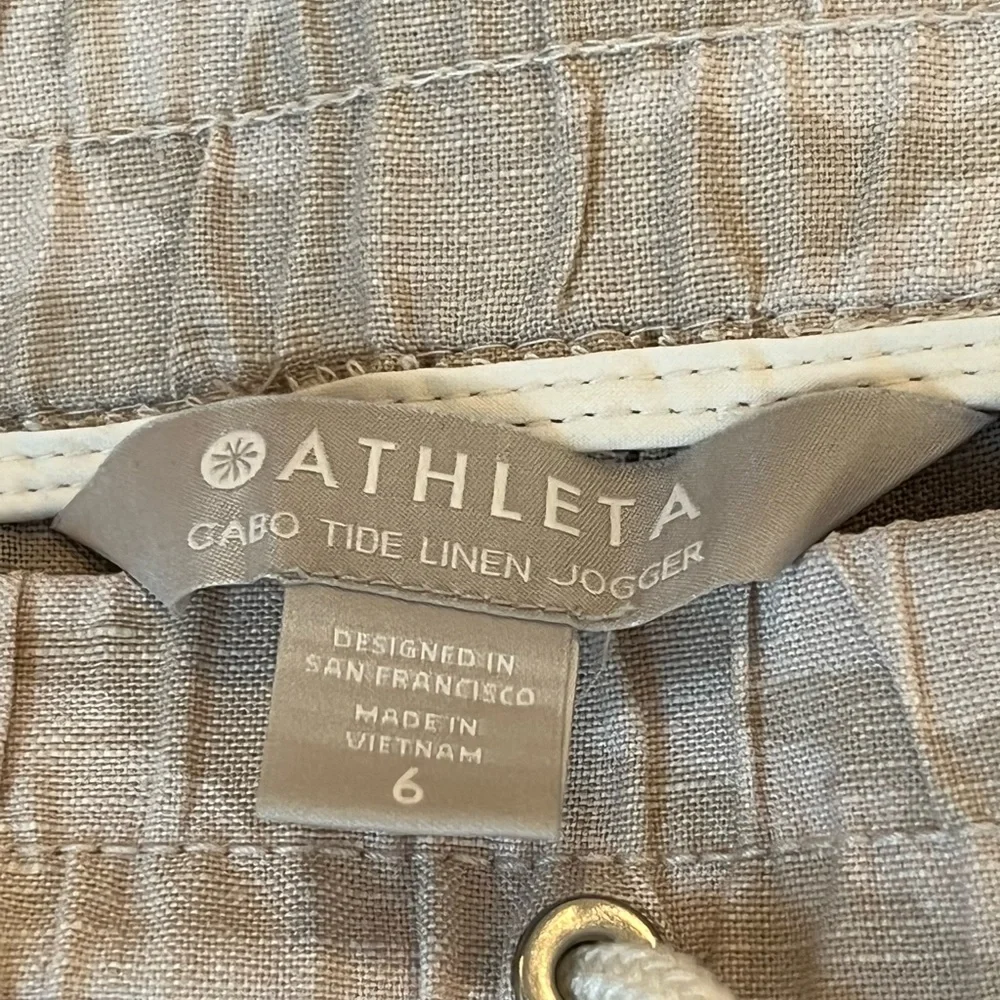 ATHLETA
CABO TIDE LINEN JOGGER
DESIGNED IN
SAN FRANCISCO
MADE IN
VIETNAM
6